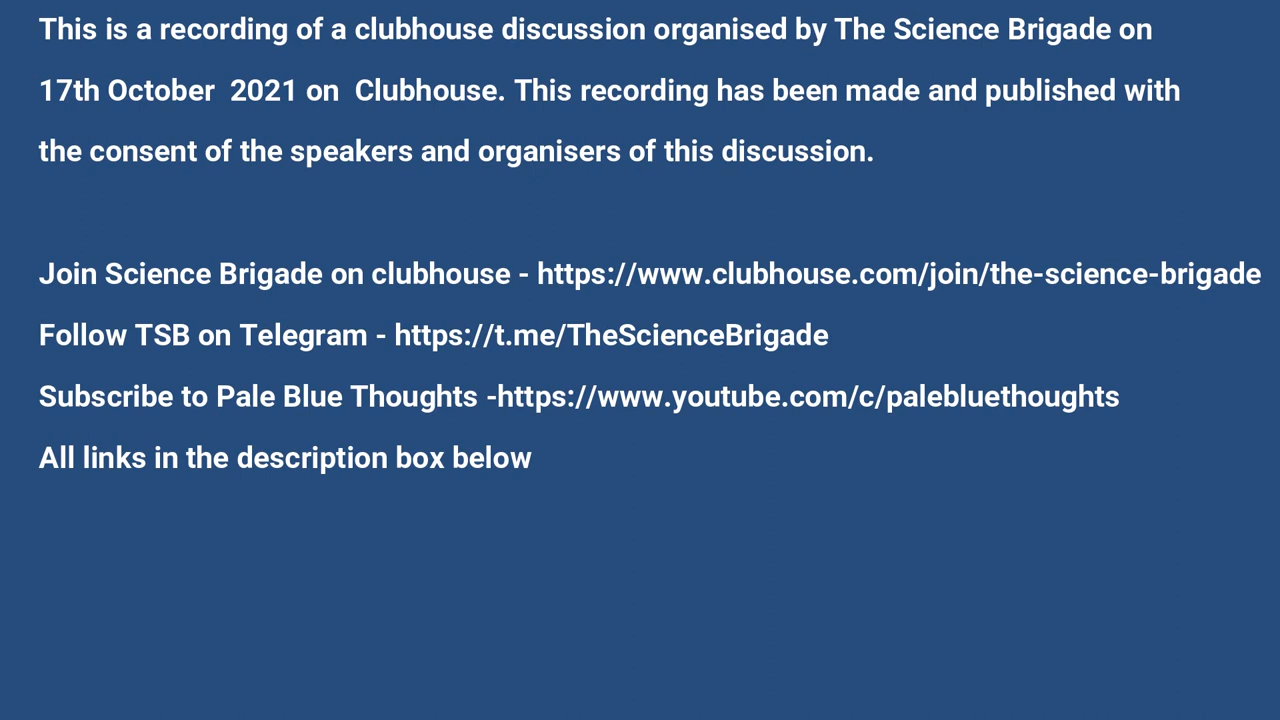 This is a recording of a clubhouse discussion organised by The Science Brigade on
17th October  2021 on  Clubhouse. This recording has been made and published with
the consent of the speakers and organisers of this discussion.
Join Science Brigade on clubhouse - https://www.clubhouse.com/join/the-science-brigade
Follow TSB on Telegram - https://t.me/TheScienceBrigade
Subscribe to Pale Blue Thoughts -https://www.youtube.com/c/palebluethoughts
All links in the description box below